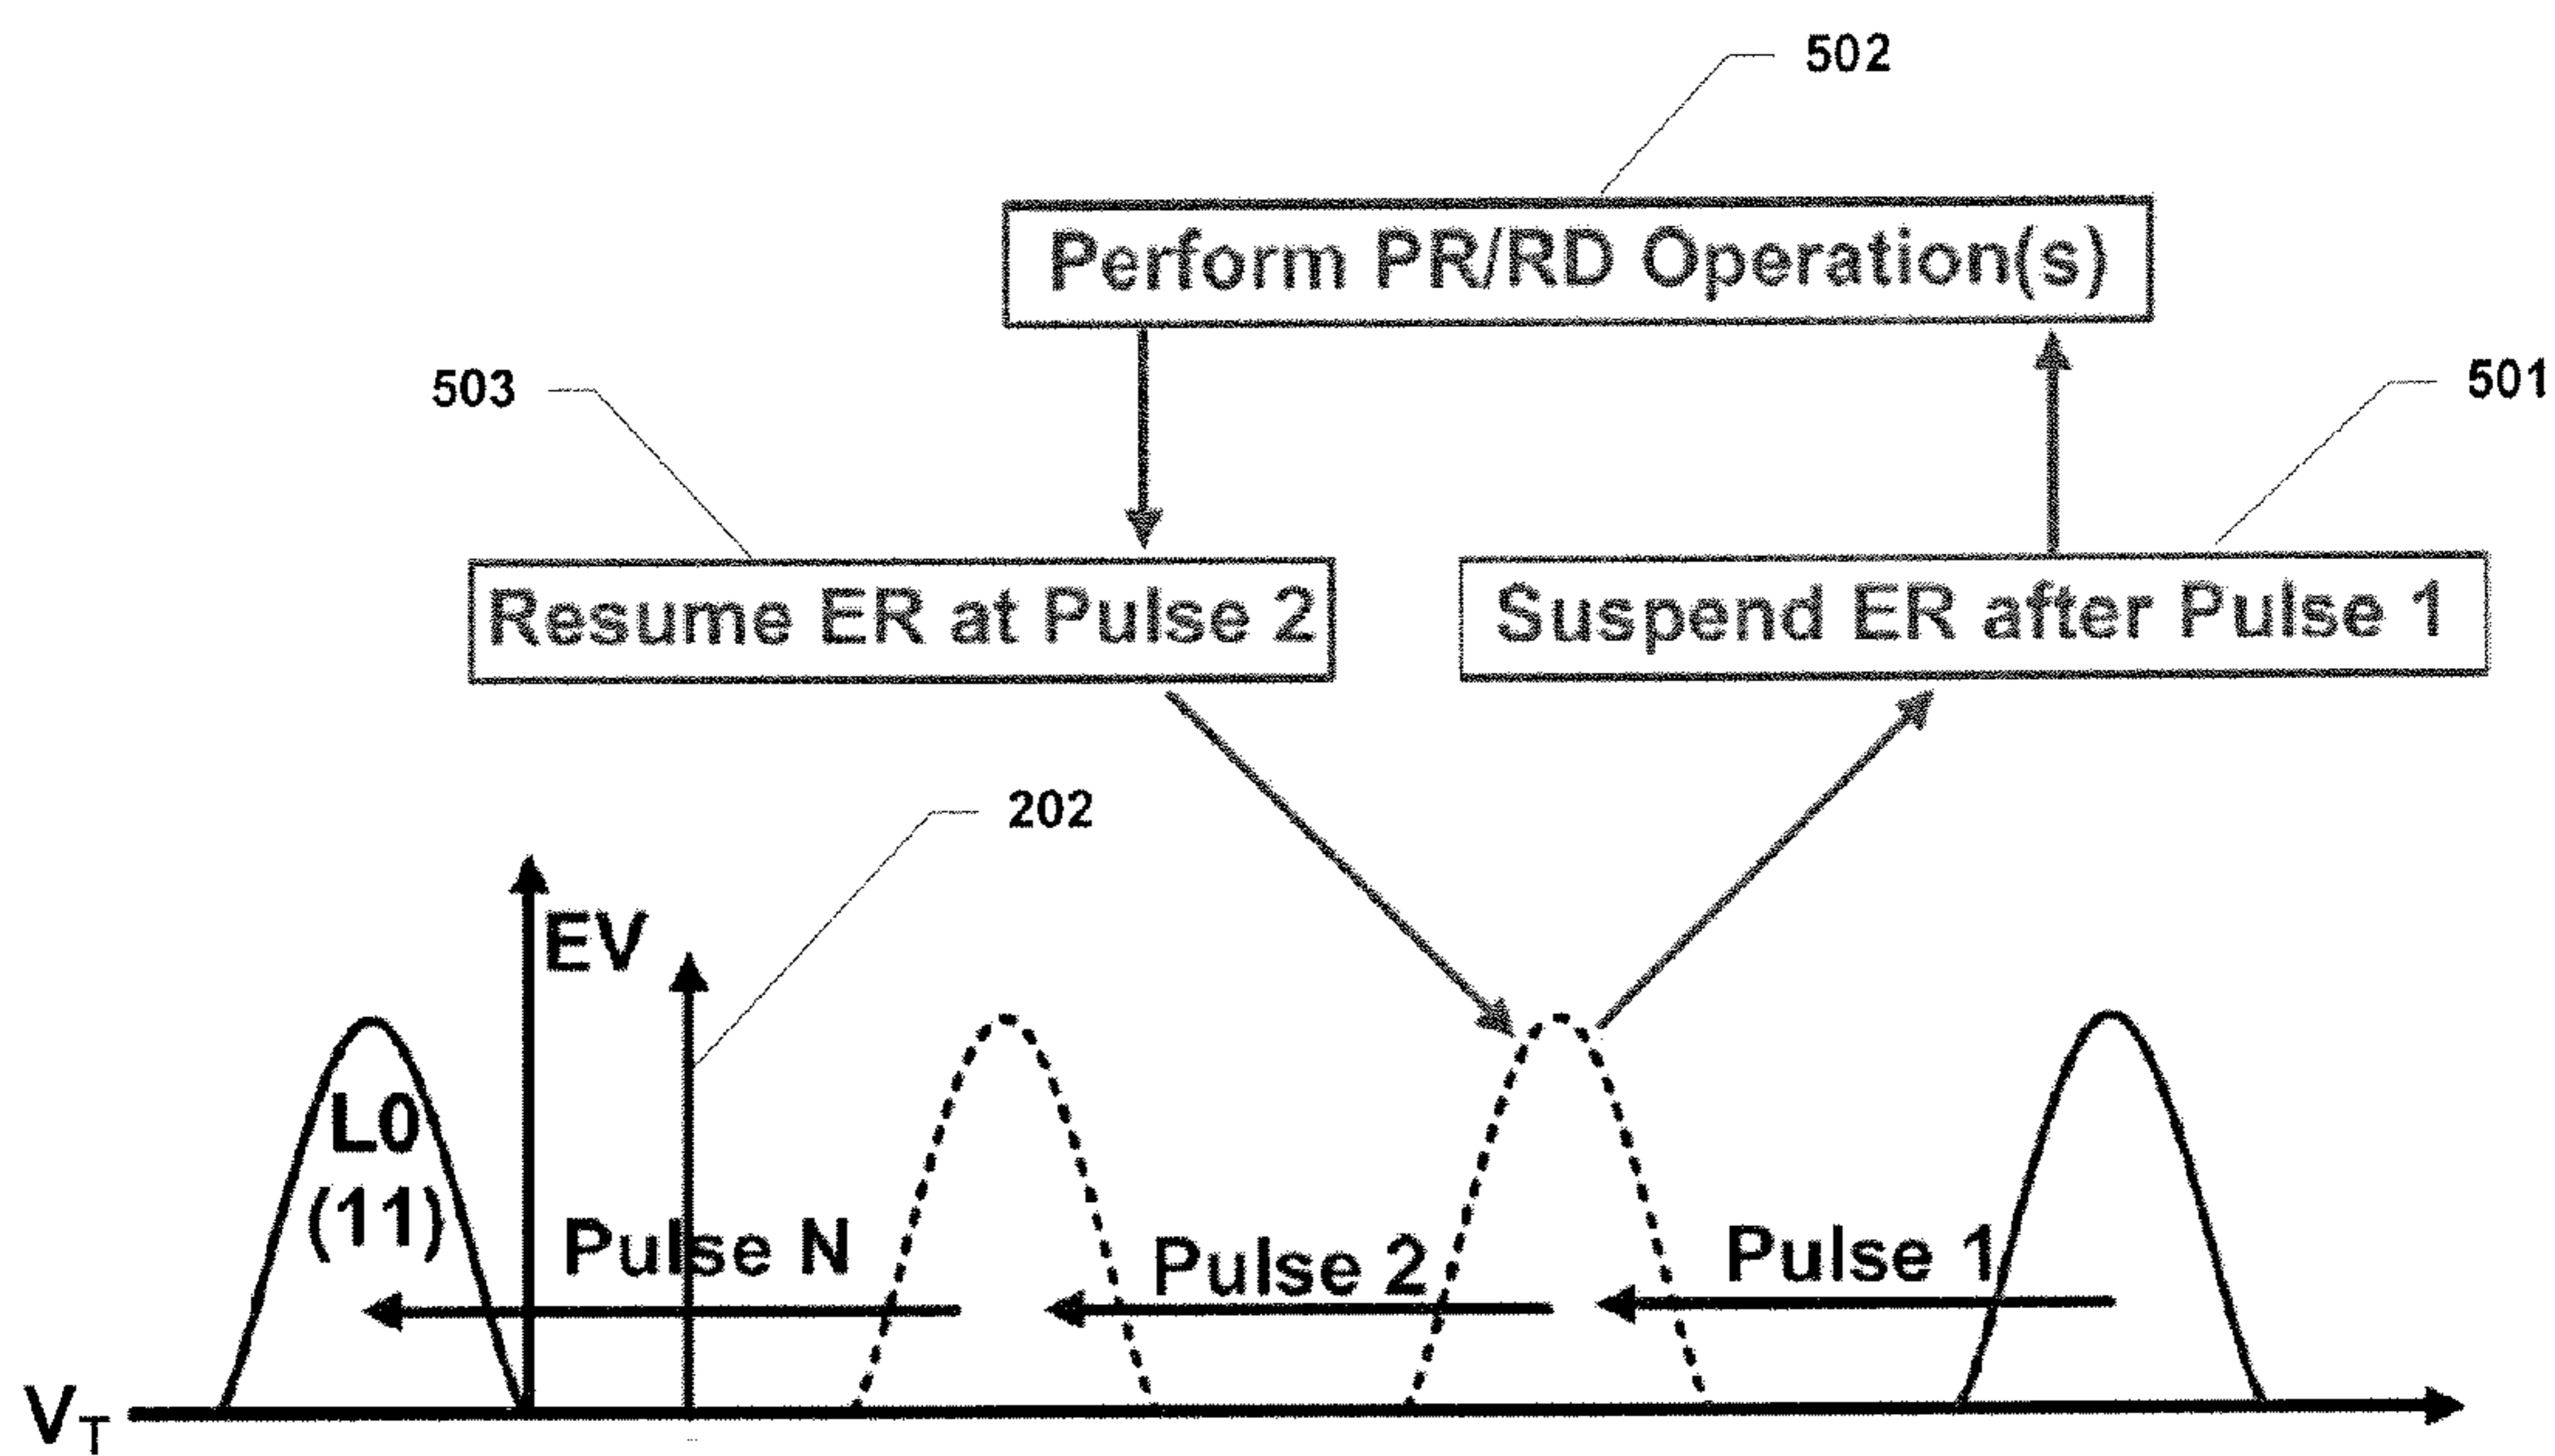 502
Perform PR/RD Operation(s)
503
501
Resume ER at Pulse 2
Suspend ER after Pulse 1
202
EV
L0
(11)
Pulse N
Pulse 2
Pulse 1
VT